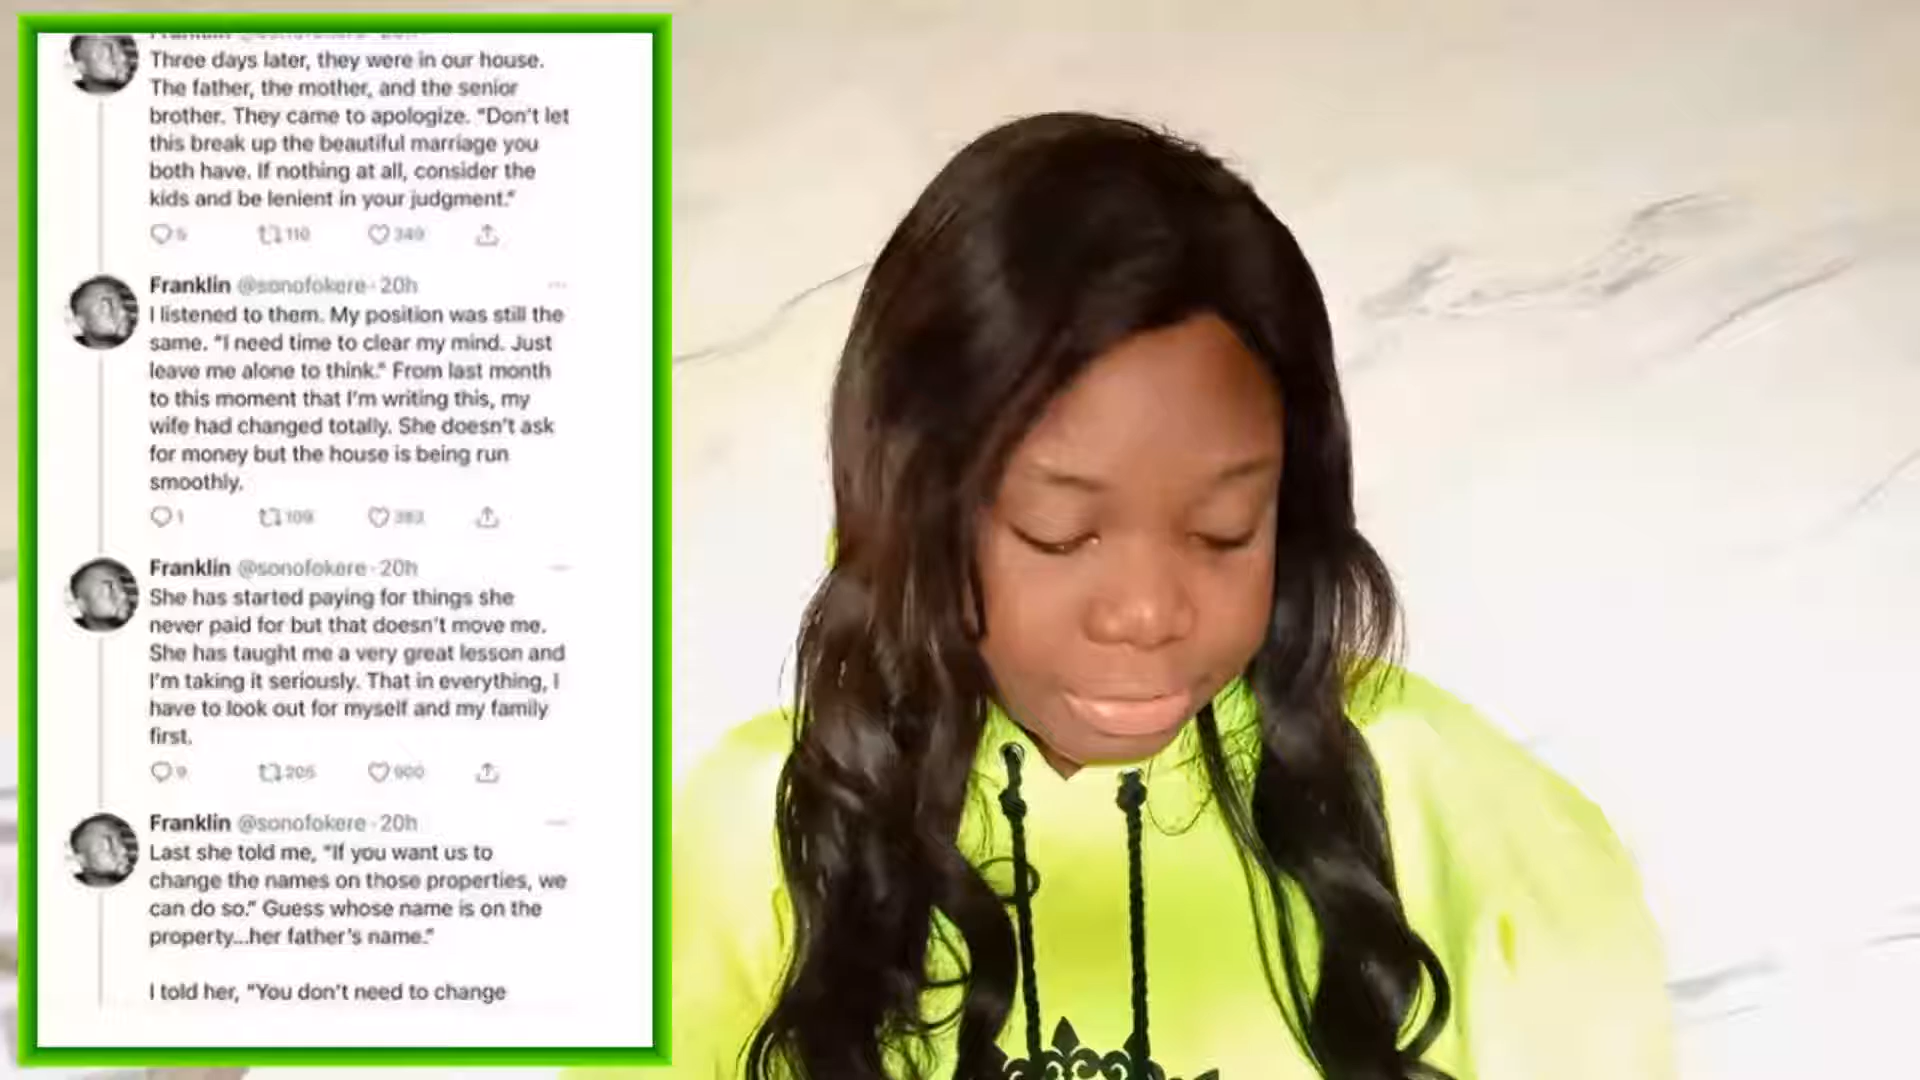 Three days later, they were in our house.
The father, the mother, and the senior
brother. They came to apologize. "Don't let
this break up the beautiful marriage you
both have. If nothing at all, consider the
kids and be lenient in your judgment."
5 110 349
Franklin @sonofokere · 20h
I listened to them. My position was still the
same. "I need time to clear my mind. Just
leave me alone to think." From last month
to this moment that I'm writing this, my
wife had changed totally. She doesn't ask
for money but the house is being run
smoothly.
1 109 383
Franklin @sonofokere · 20h
She has started paying for things she
never paid for but that doesn't move me.
She has taught me a very great lesson and
I'm taking it seriously. That in everything, I
have to look out for myself and my family
first.
9 205 900
Franklin @sonofokere · 20h
Last she told me, "If you want us to
change the names on those properties, we
can do so." Guess whose name is on the
property...her father's name."
I told her, "You don't need to change